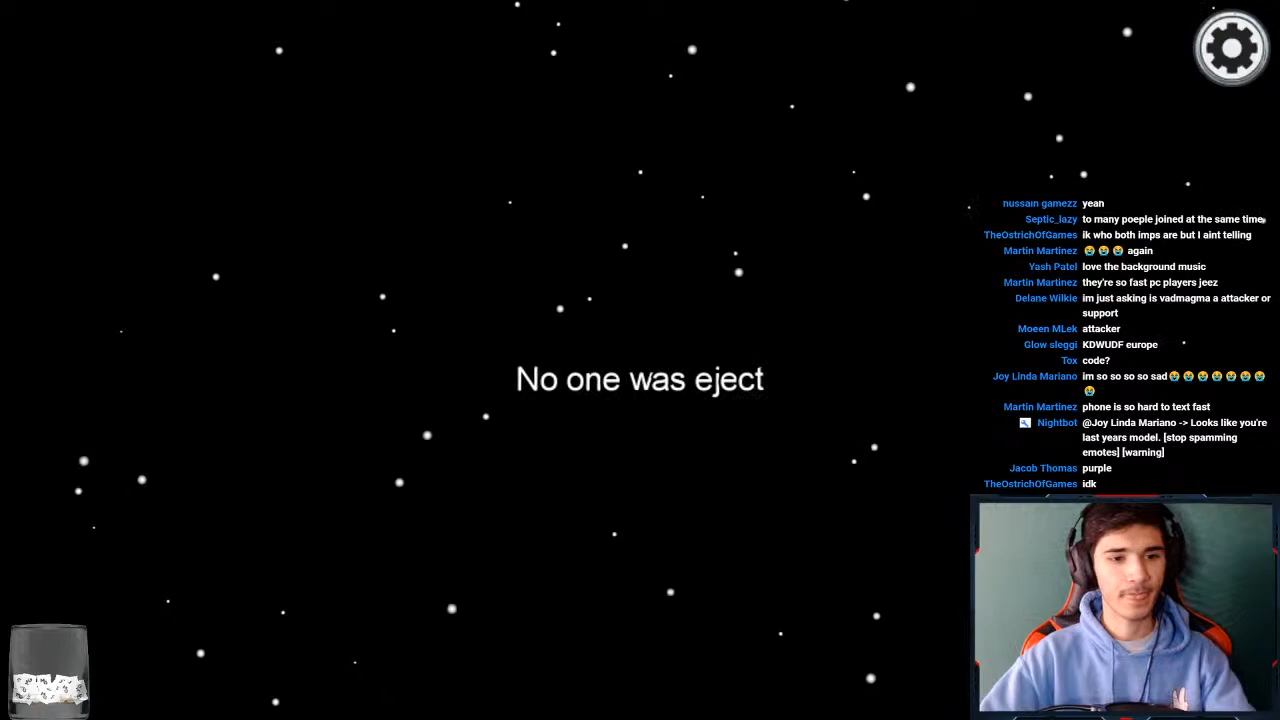 nussain gamezz yeah
Septic_lazy to many poeple joined at the same time
TheOstrichOfGames ik who both imps are but I aint telling
Martin Martinez 😭 😭 😭 again
Yash Patel love the background music
Martin Martinez they're so fast pc players jeez
Delane Wilkie im just asking is vadmagma a attacker or
support
Moeen MLek attacker
Glow sleggi KDWUDF europe
Tox code?
No one was eject
Joy Linda Mariano im so so so so sad😭😭😭😭😭😭😭
😭
Martin Martinez phone is so hard to text fast
Nightbot @Joy Linda Mariano -> Looks like you're
last years model. [stop spamming
emotes] [warning]
Jacob Thomas purple
TheOstrichOfGames idk